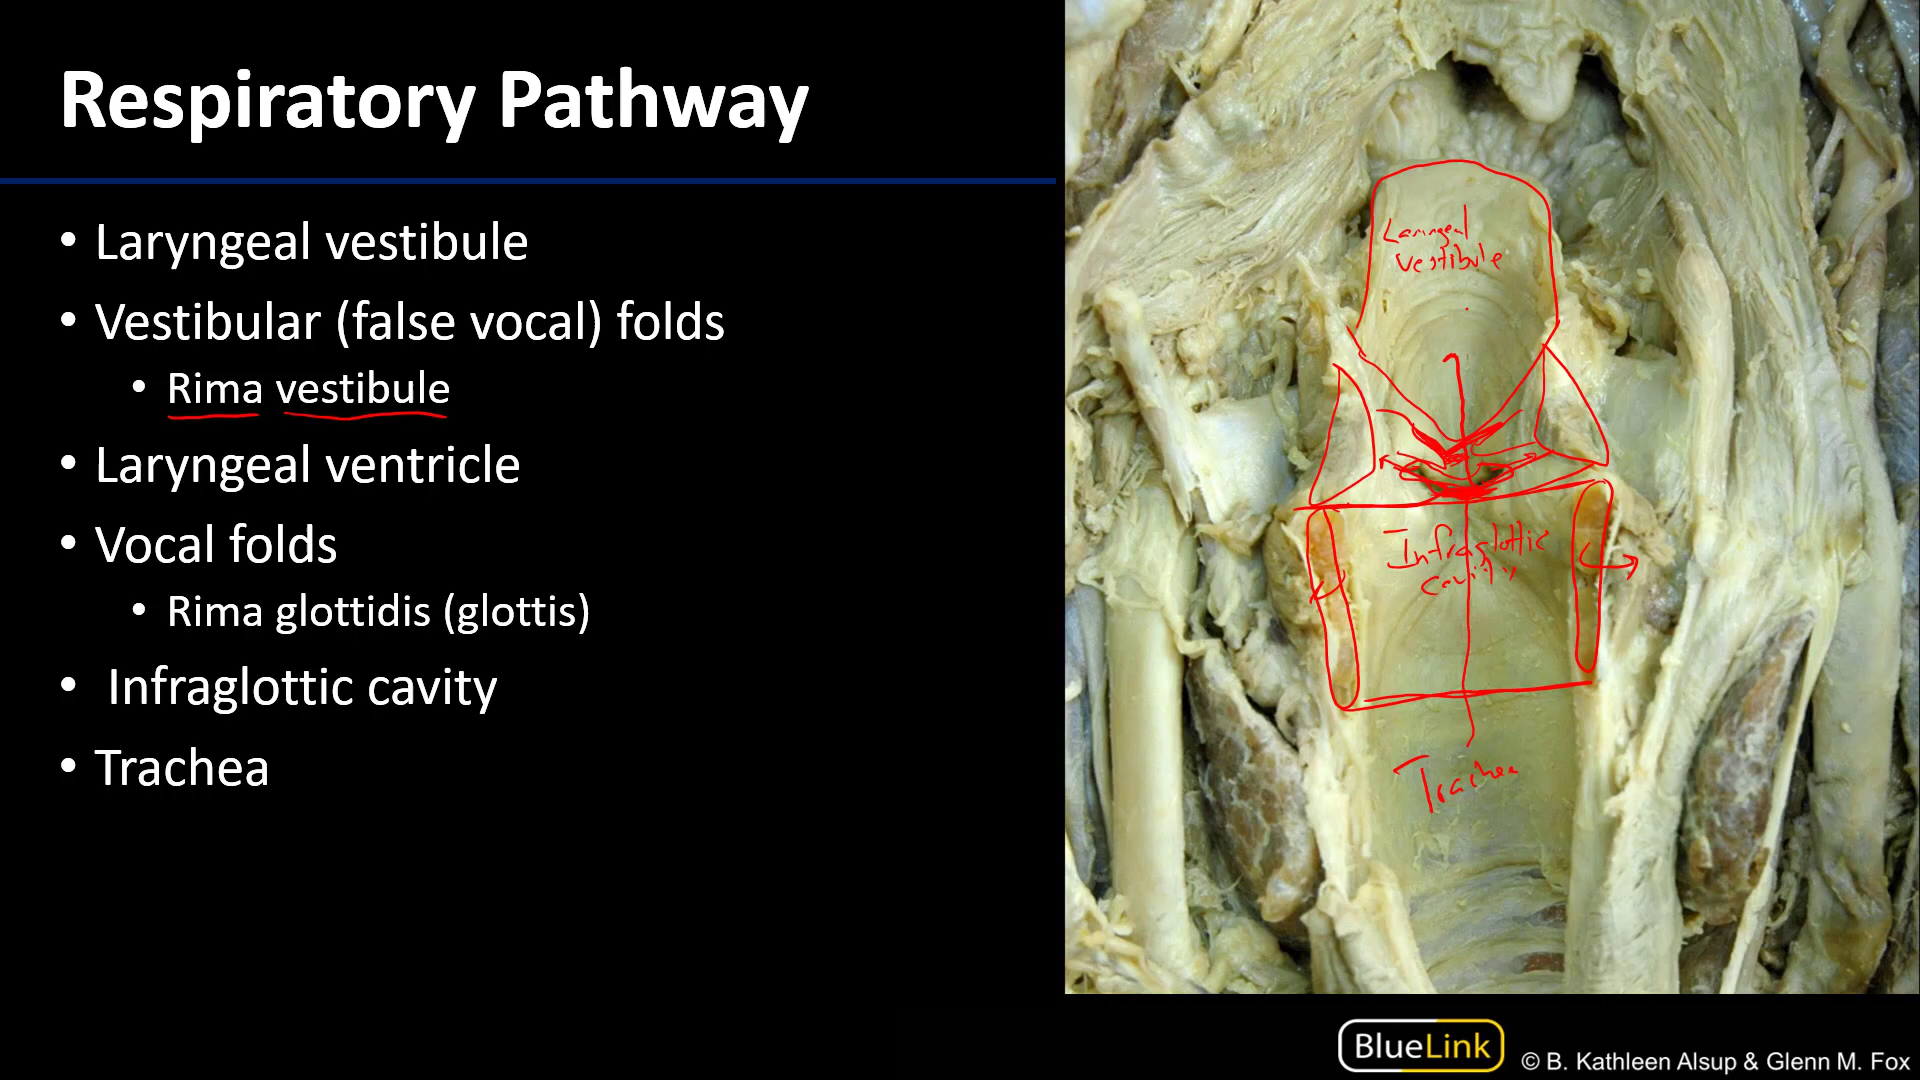 Respiratory Pathway
• Laryngeal vestibule
• Vestibular (false vocal) folds
• Rima vestibule
• Laryngeal ventricle
• Vocal folds
• Rima glottidis (glottis)
• Infraglottic cavity
• Trachea
Laryngeal
Vestibule
Infraglottic
cavity
Trachea
BlueLink
© B. Kathleen Alsup & Glenn M. Fox